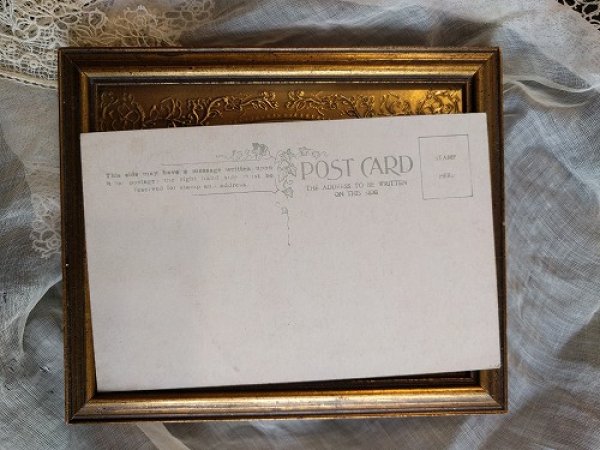 This side may have a message written upon
it by postage; the right hand side must be
reserved for stamp and address.
POST CARD
THE ADDRESS TO BE WRITTEN
ON THIS SIDE
STAMP
HERE